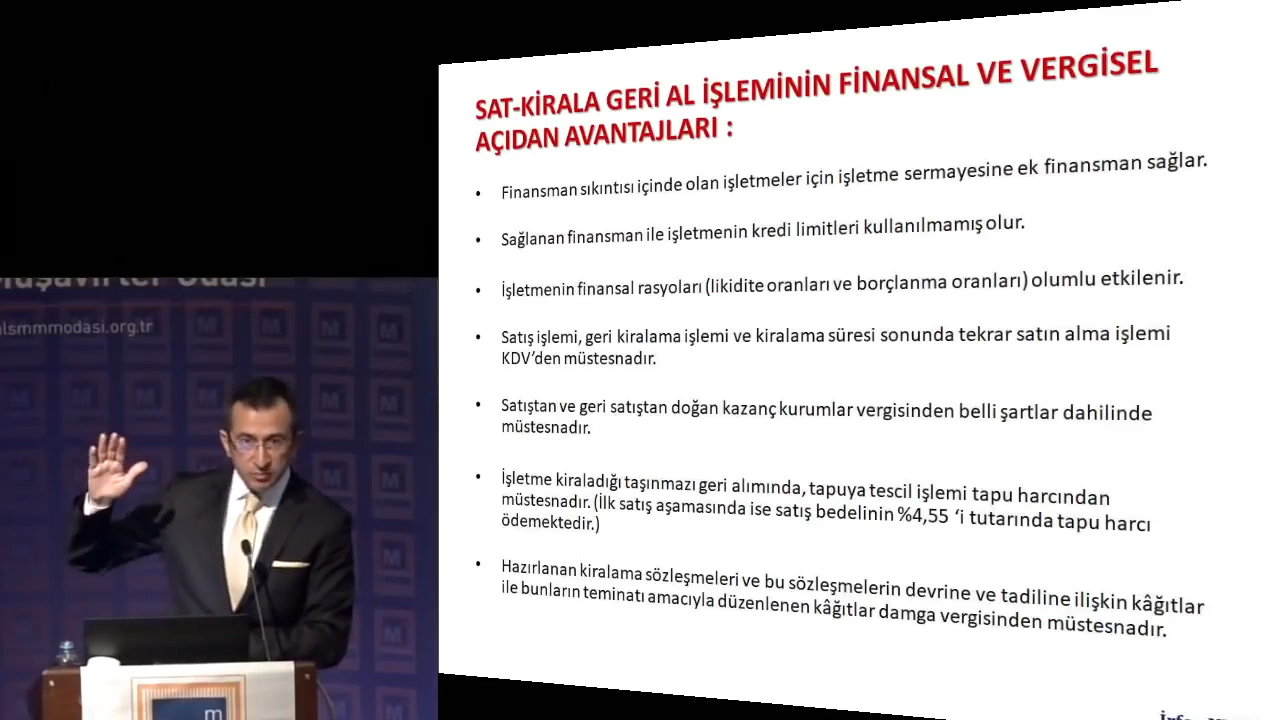 SAT-KİRALA GERİ AL İŞLEMİNİN FİNANSAL VE VERGİSEL
AÇIDAN AVANTAJLARI :
• Finansman sıkıntısı içinde olan işletmeler için işletme sermayesine ek finansman sağlar.
• Sağlanan finansman ile işletmenin kredi limitleri kullanılmamış olur.
• İşletmenin finansal rasyoları (likidite oranları ve borçlanma oranları) olumlu etkilenir.
• Satış işlemi, geri kiralama işlemi ve kiralama süresi sonunda tekrar satın alma işlemi
KDV’den müstesnadır.
• Satıştan ve geri satıştan doğan kazanç kurumlar vergisinden belli şartlar dahilinde
müstesnadır.
• İşletme kiraladığı taşınmazı geri alımında, tapuya tescil işlemi tapu harcından
müstesnadır. (İlk satış aşamasında ise satış bedelinin %4,55 ‘i tutarında tapu harcı
ödemektedir.)
• Hazırlanan kiralama sözleşmeleri ve bu sözleşmelerin devrine ve tadiline ilişkin kâğıtlar
ile bunların teminatı amacıyla düzenlenen kâğıtlar damga vergisinden müstesnadır.
lsmmmodasi.org.tr
M
m